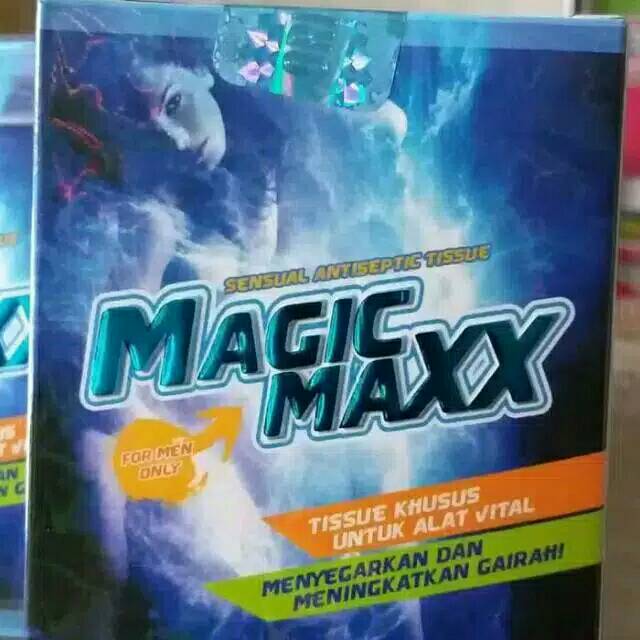 SENSUAL ANTISEPTIC TISSUE
MAGIC
MAXX
FOR MEN
ONLY
TISSUE KHUSUS
UNTUK ALAT VITAL
MENYEGARKAN DAN
MENINGKATKAN GAIRAH!